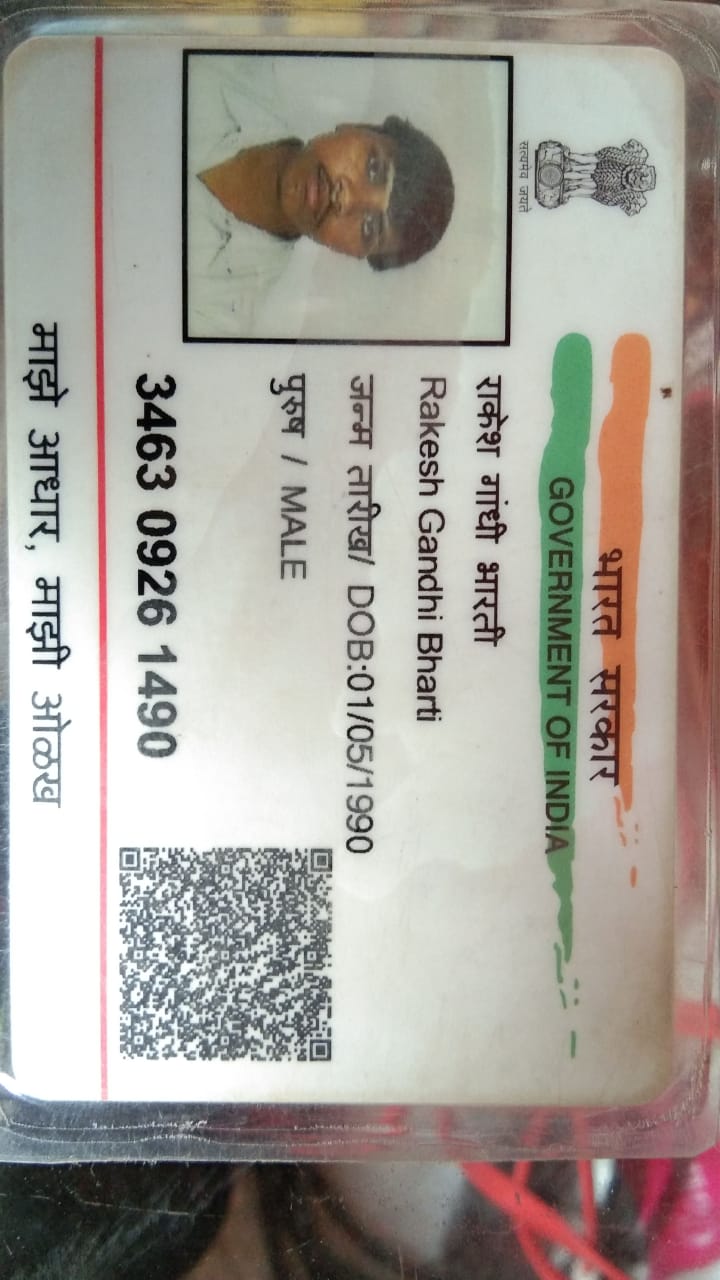 भारत सरकार
GOVERNMENT OF INDIA
सत्यमेव जयते
राकेश गांधी भारती
Rakesh Gandhi Bharti
जन्म तारीख/ DOB:01/05/1990
पुरुष / MALE
3463 0926 1490
माझे आधार, माझी ओळख